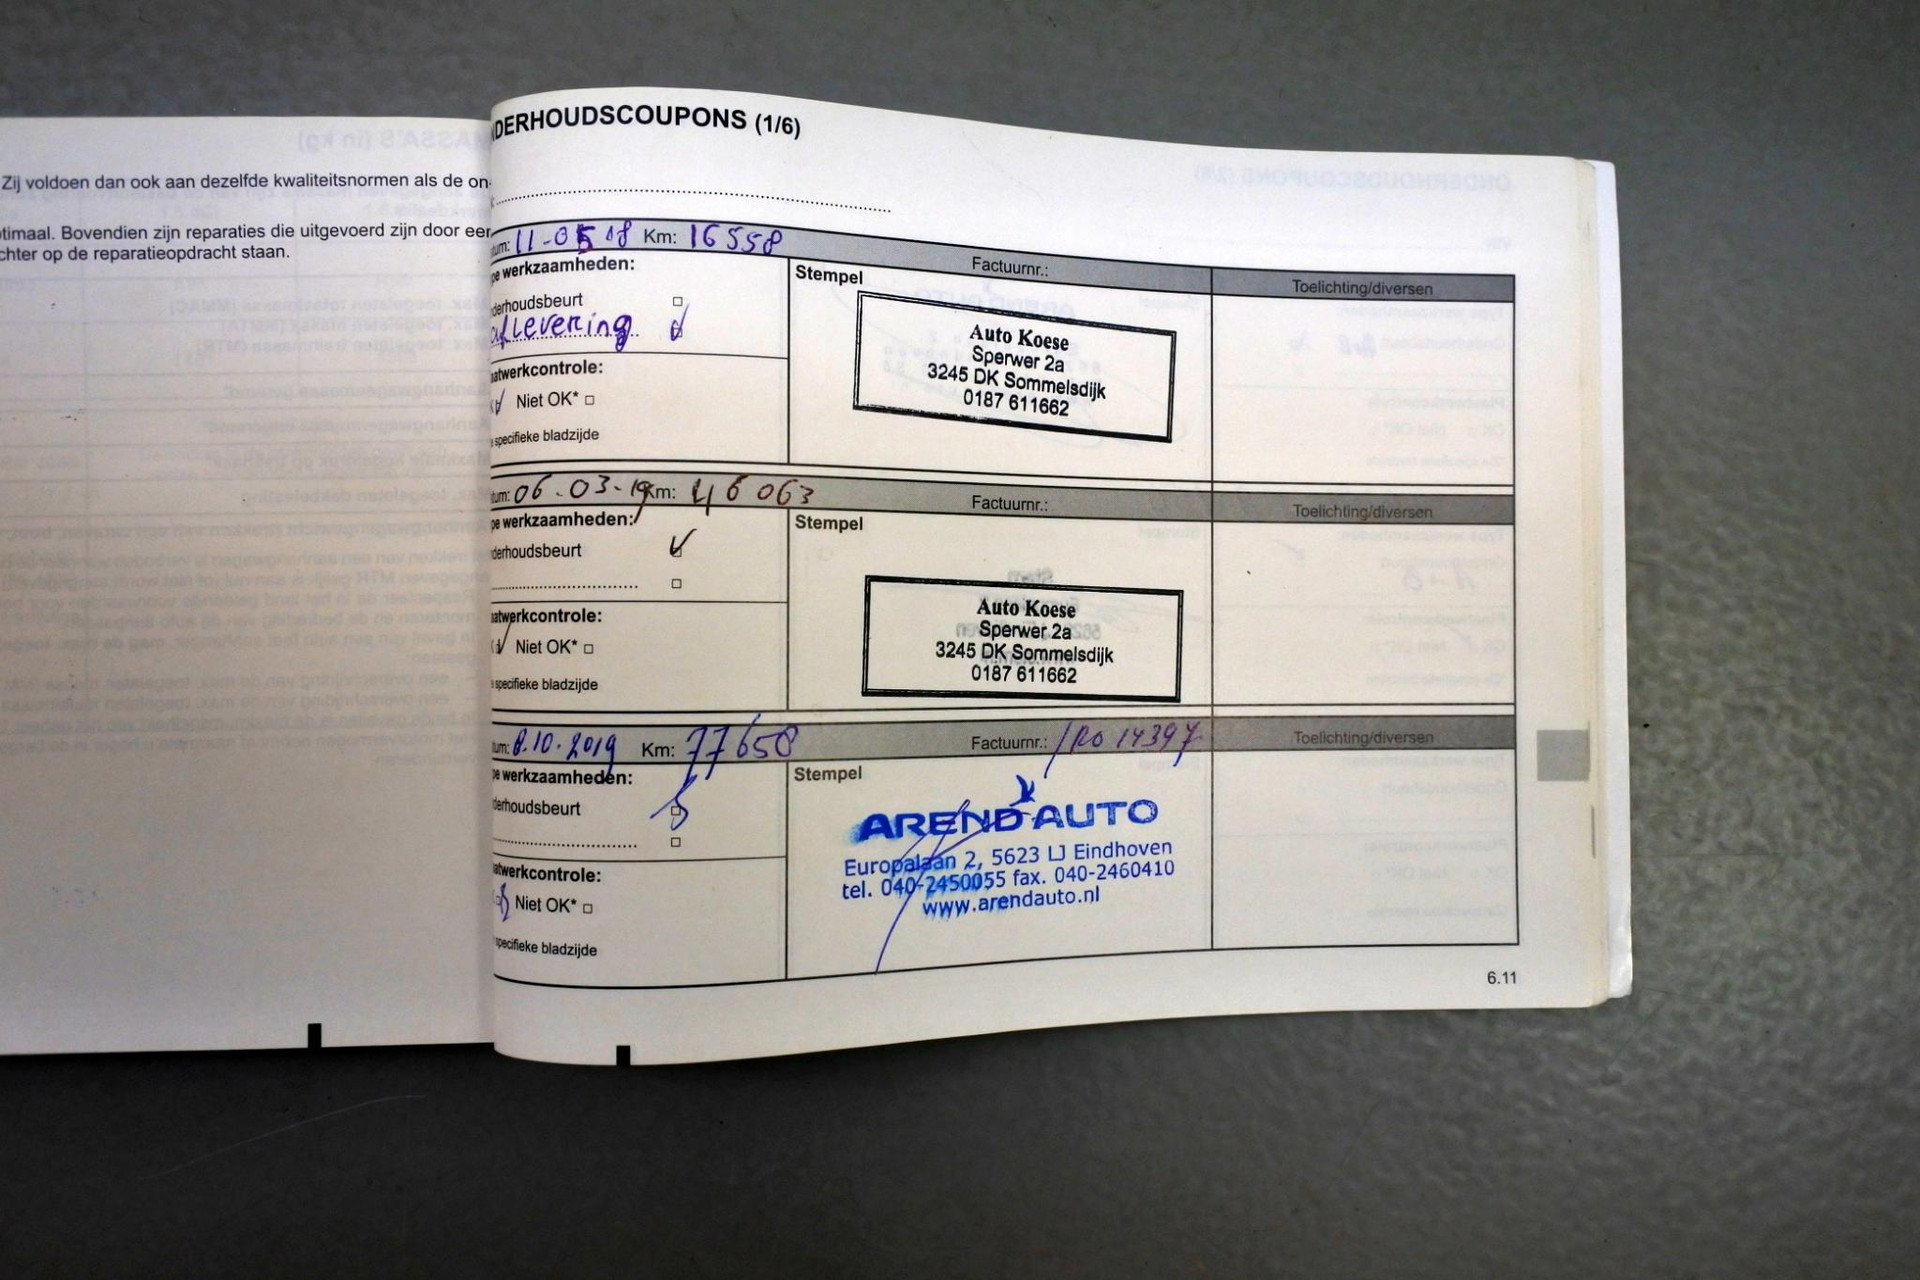 Zij voldoen dan ook aan dezelfde kwaliteitsnormen als de on
timaal. Bovendien zijn reparaties die uitgevoerd zijn door eer
chter op de reparatieopdracht staan.
DERHOUDSCOUPONS (1/6)
tum: 11-05 18 Km: 16558 Factuurnr.: Toelichting/diversen
pe werkzaamheden: Stempel
derhoudsbeurt
Aflevering
aatwerkcontrole:
Niet OK*
specifieke bladzijde
Auto Koese
Sperwer 2a
3245 DK Sommelsdijk
0187 611662
tum: 06-03-19 Km: 46063 Factuurnr.: Toelichting/diversen
pe werkzaamheden: Stempel
derhoudsbeurt
aatwerkcontrole:
Niet OK*
specifieke bladzijde
Auto Koese
Sperwer 2a
3245 DK Sommelsdijk
0187 611662
tum: 8.10.2019 Km: 77650 Factuurnr.: IRO 14397 Toelichting/diversen
pe werkzaamheden: Stempel
derhoudsbeurt
aatwerkcontrole:
Niet OK*
specifieke bladzijde
AREND AUTO
Europalaan 2, 5623 LJ Eindhoven
tel. 040-2450055 fax. 040-2460410
www.arendauto.nl
6.11